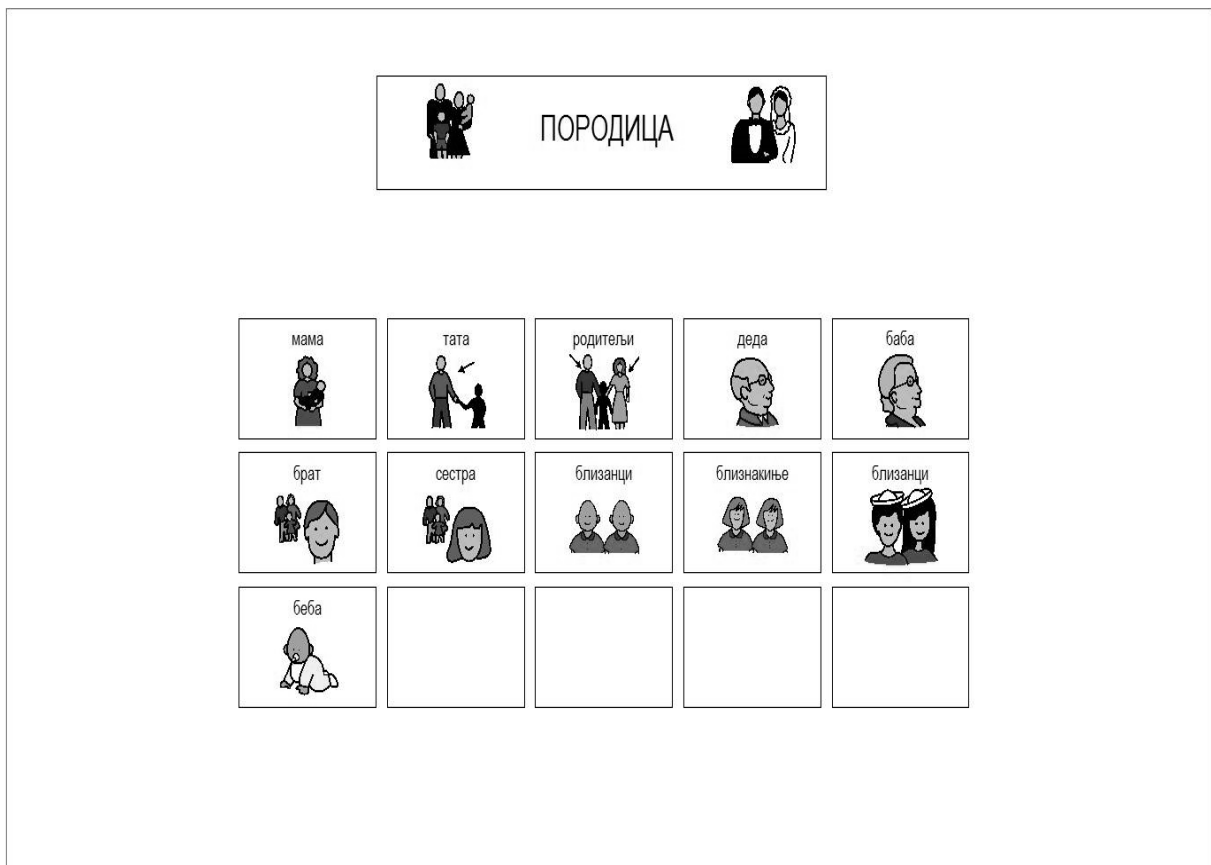 ПОРОДИЦА
мама
тата
родитељи
деда
баба
брат
сестра
близанци
близнакиње
близанци
беба